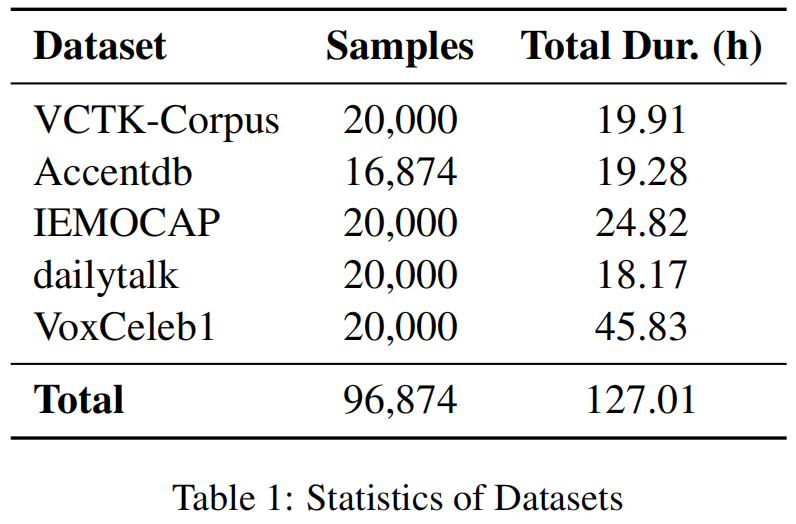 Dataset Samples Total Dur. (h)
VCTK-Corpus 20,000 19.91
Accentdb 16,874 19.28
IEMOCAP 20,000 24.82
dailytalk 20,000 18.17
VoxCeleb1 20,000 45.83
Total 96,874 127.01
Table 1: Statistics of Datasets